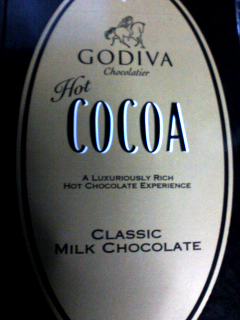 GODIVA
Chocolatier
Hot
COCOA
A Luxuriously Rich
Hot Chocolate Experience
Classic
Milk Chocolate